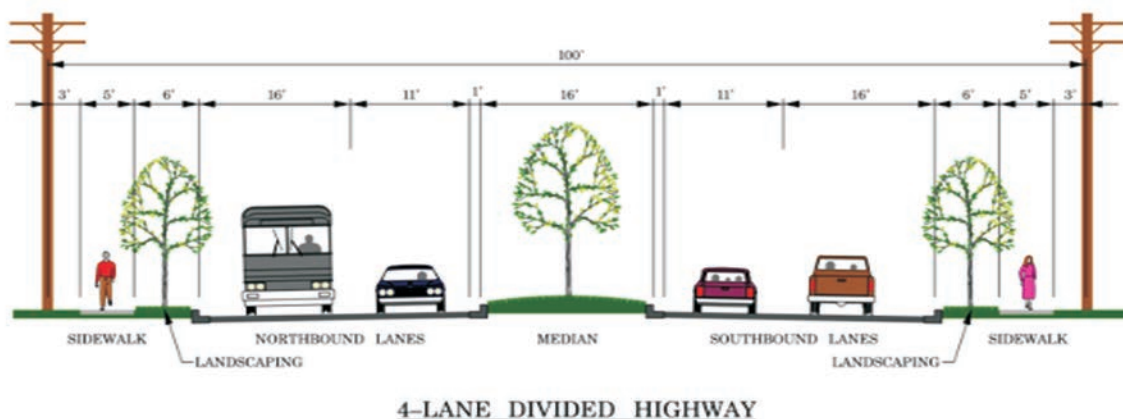 100'
3' 5' 6' 16' 11' 1' 16' 1' 11' 16' 6' 5' 3'
SIDEWALK NORTHBOUND LANES MEDIAN SOUTHBOUND LANES SIDEWALK
LANDSCAPING LANDSCAPING
4-LANE DIVIDED HIGHWAY